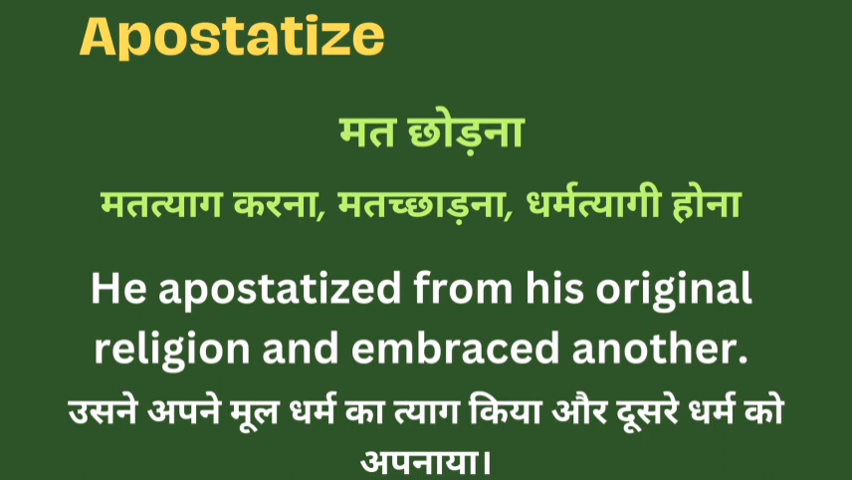 Apostatize
मत छोड़ना
मतत्याग करना, मतच्छाड़ना, धर्मत्यागी होना
He apostatized from his original
religion and embraced another.
उसने अपने मूल धर्म का त्याग किया और दूसरे धर्म को
अपनाया।